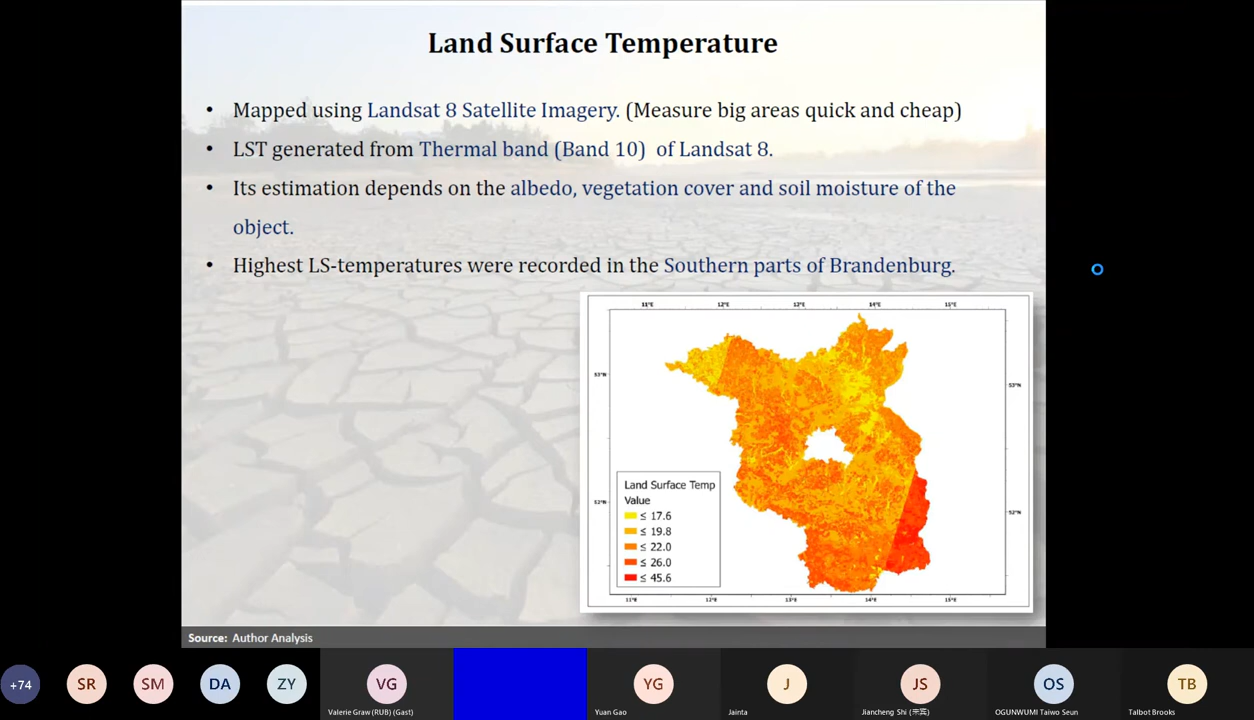 Land Surface Temperature
• Mapped using Landsat 8 Satellite Imagery. (Measure big areas quick and cheap)
• LST generated from Thermal band (Band 10) of Landsat 8.
• Its estimation depends on the albedo, vegetation cover and soil moisture of the
object.
• Highest LS-temperatures were recorded in the Southern parts of Brandenburg.
11°E 12°E 13°E 14°E 15°E
53°N 53°N
52°N 52°N
Land Surface Temp
Value
≤ 17.6
≤ 19.8
≤ 22.0
≤ 26.0
≤ 45.6
11°E 12°E 13°E 14°E 15°E
Source: Author Analysis
+74 SR SM DA ZY VG YG J JS OS TB
Valerie Graw (RUB) (Gast) Yuan Gao Jainta Jiancheng Shi OGUNWUMI Taiwo Seun Talbot Brooks